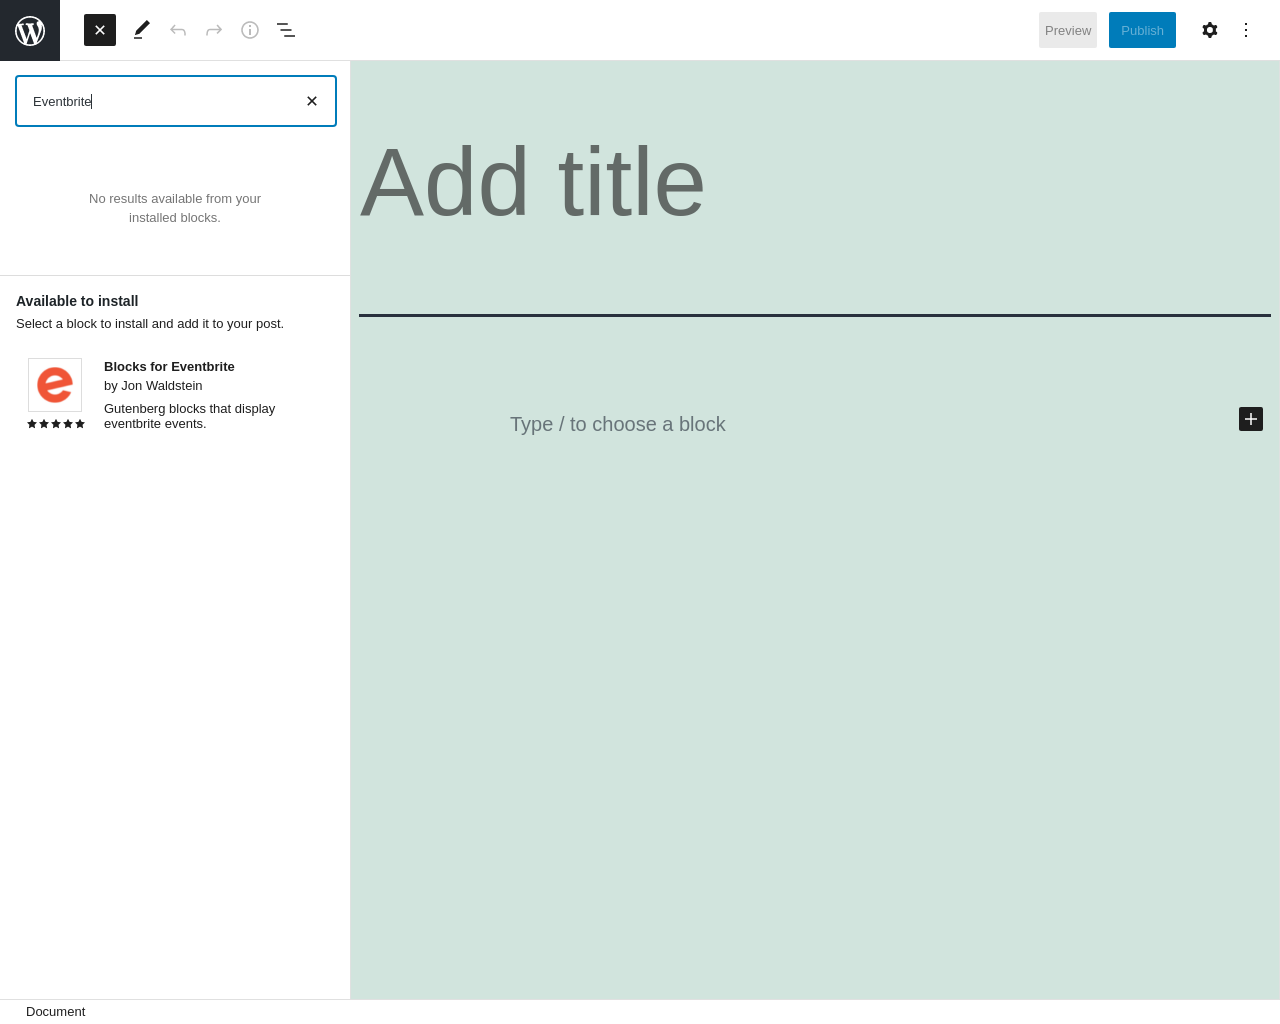 Preview
Publish
Eventbrite
No results available from your
installed blocks.
Available to install
Select a block to install and add it to your post.
Blocks for Eventbrite
by Jon Waldstein
Gutenberg blocks that display
eventbrite events.
Add title
Type / to choose a block
Document